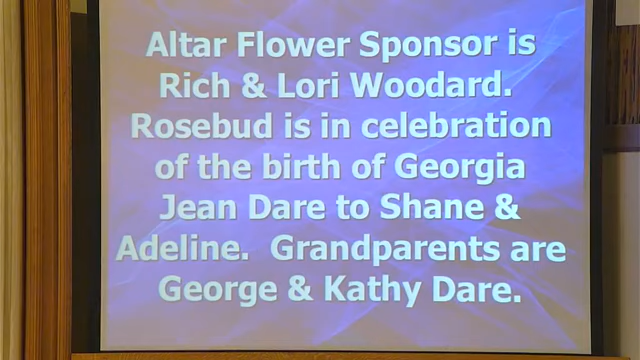 Altar Flower Sponsor is
Rich & Lori Woodard.
Rosebud is in celebration
of the birth of Georgia
Jean Dare to Shane &
Adeline.  Grandparents are
George & Kathy Dare.